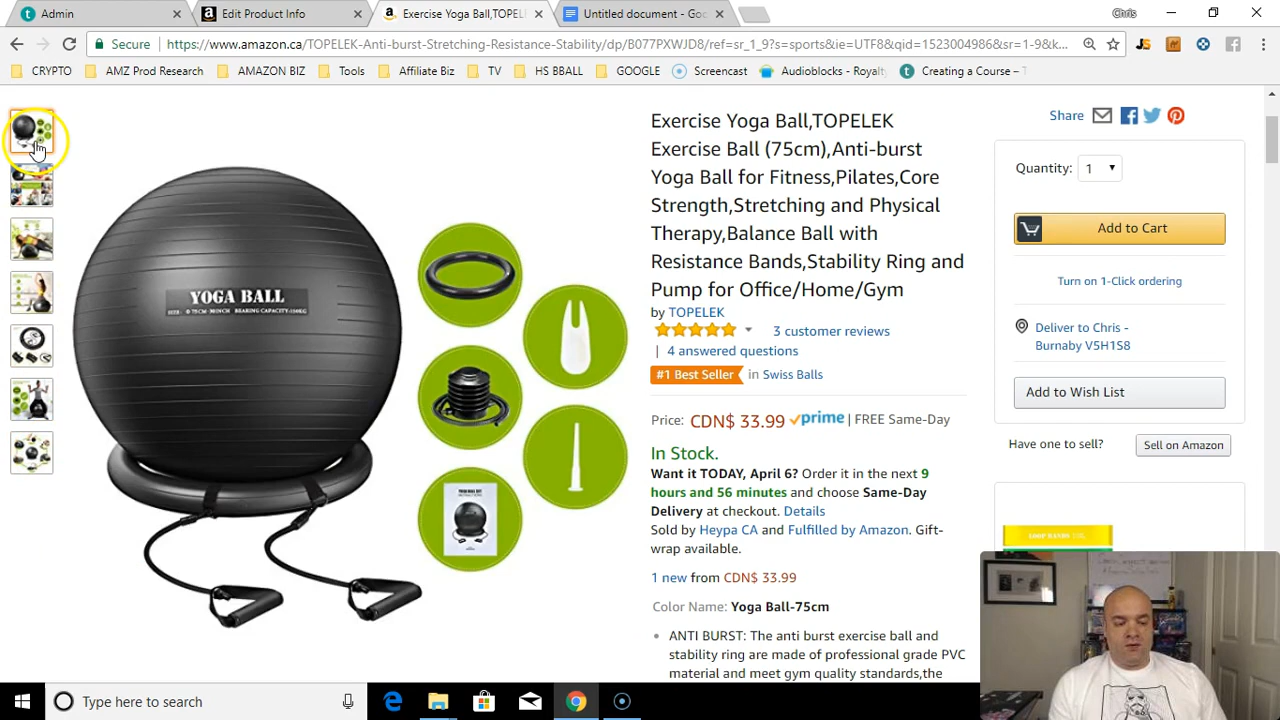 Admin
Edit Product Info
Exercise Yoga Ball,TOPEL
Untitled document - Goo
Chris
Secure
https://www.amazon.ca/TOPELEK-Anti-burst-Stretching-Resistance-Stability/dp/B077PXWJD8/ref=sr_1_9?s=sports&ie=UTF8&qid=1523004986&sr=1-9&k...
CRYPTO
AMZ Prod Research
AMAZON BIZ
Tools
Affiliate Biz
TV
HS BBALL
GOOGLE
Screencast
Audioblocks - Royalt
Creating a Course – T
Exercise Yoga Ball,TOPELEK
Exercise Ball (75cm),Anti-burst
Yoga Ball for Fitness,Pilates,Core
Strength,Stretching and Physical
Therapy,Balance Ball with
Resistance Bands,Stability Ring and
Pump for Office/Home/Gym
by TOPELEK
3 customer reviews
| 4 answered questions
#1 Best Seller in Swiss Balls
Price: CDN$ 33.99 prime | FREE Same-Day
In Stock.
Want it TODAY, April 6? Order it in the next 9
hours and 56 minutes and choose Same-Day
Delivery at checkout. Details
Sold by Heypa CA and Fulfilled by Amazon. Gift-
wrap available.
1 new from CDN$ 33.99
Color Name: Yoga Ball-75cm
ANTI BURST: The anti burst exercise ball and
stability ring are made of professional grade PVC
material and meet gym quality standards,the
Share
Quantity: 1
Add to Cart
Turn on 1-Click ordering
Deliver to Chris -
Burnaby V5H1S8
Add to Wish List
Have one to sell?
Sell on Amazon
LOOP BANDS
YOGA BALL
YOGA BALL SET
Type here to search